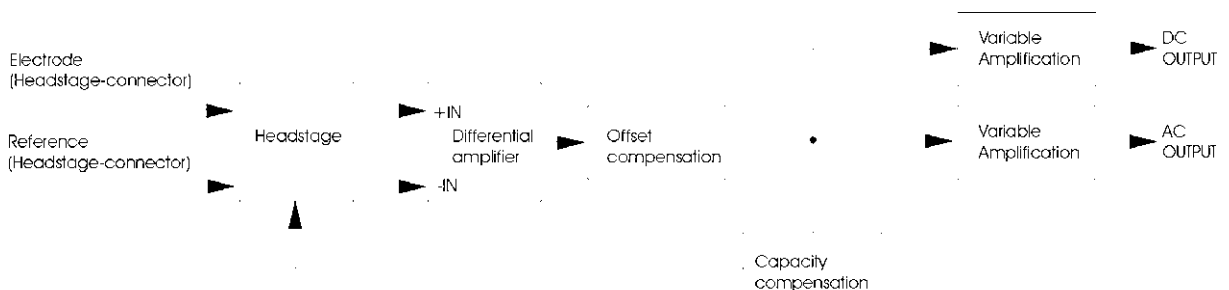 Electrode
(Headstage-connector)
Reference
(Headstage-connector)
Headstage
+IN
Differential
amplifier
-IN
Offset
compensation
Capacity
compensation
Variable
Amplification
DC
OUTPUT
Variable
Amplification
AC
OUTPUT